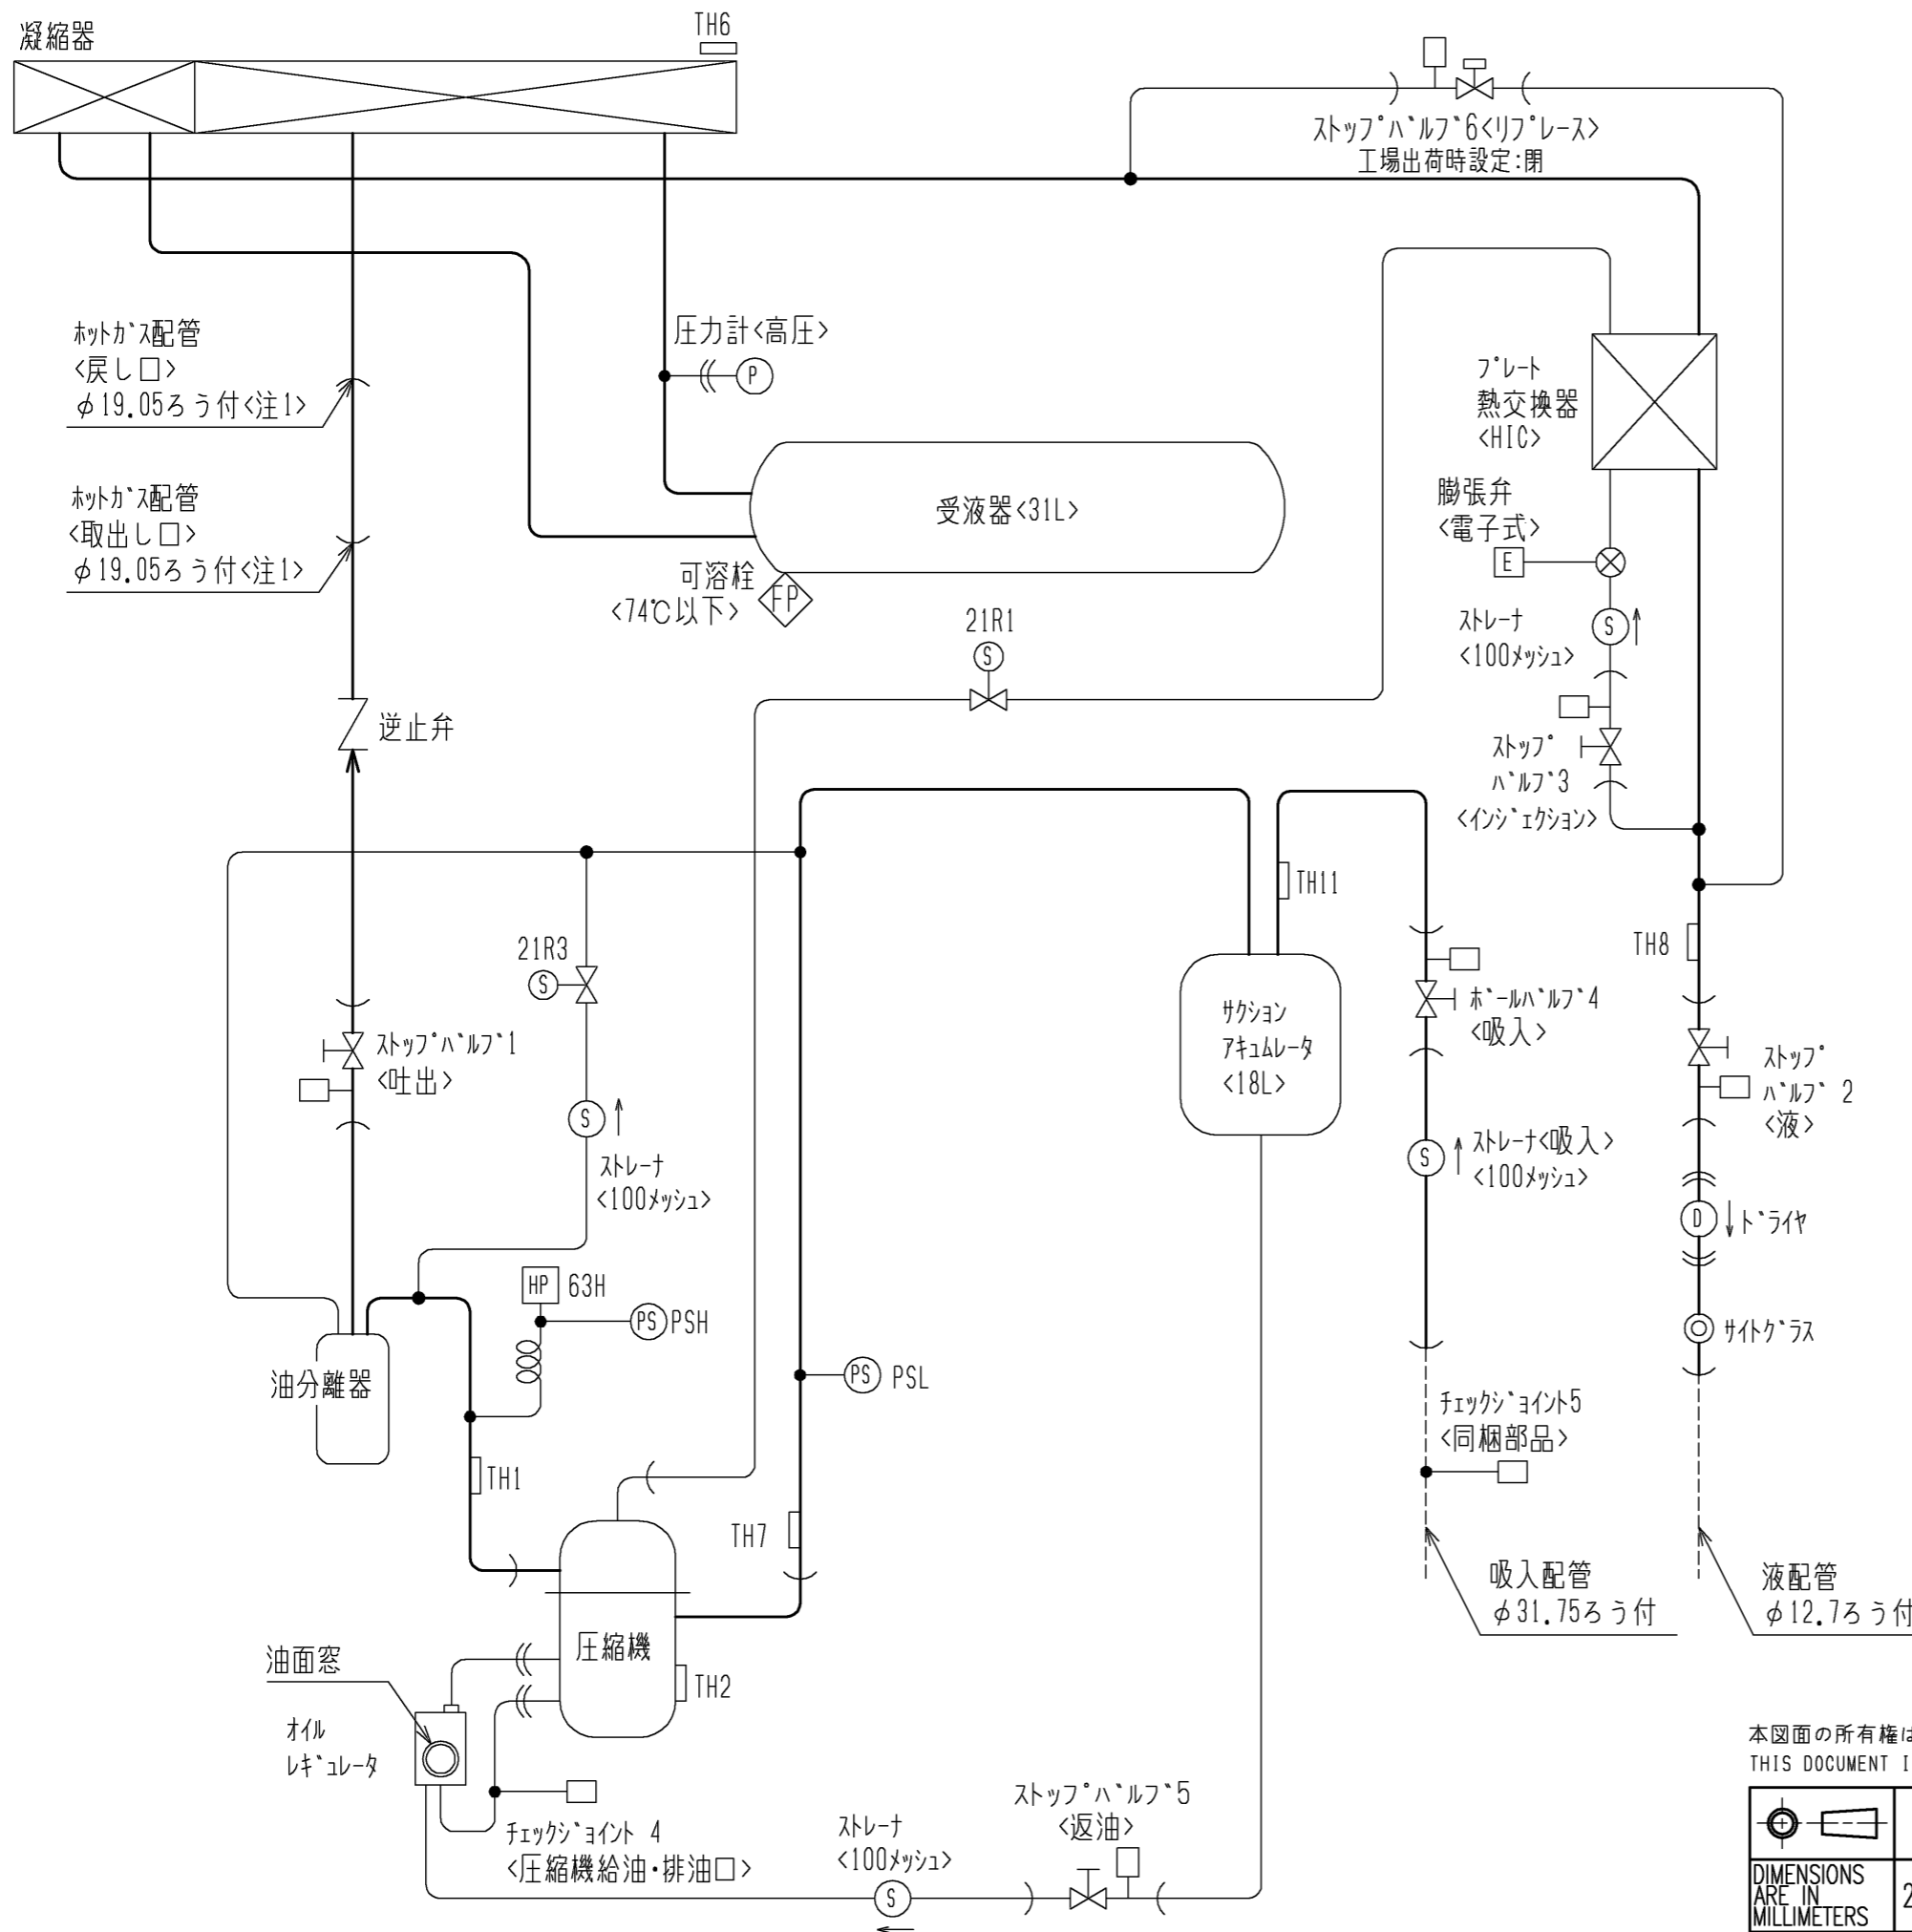 凝縮器
TH6
ストップバルブ6<リプレース>
工場出荷時設定:閉
ホットガス配管
<戻し口>
φ19.05ろう付<注1>
圧力計<高圧>
P
プレート
熱交換器
<HIC>
ホットガス配管
<取出し口>
φ19.05ろう付<注1>
受液器<31L>
膨張弁
<電子式>
E
可溶栓
<74℃以下>
FP
21R1
S
ストレーナ
<100メッシュ>
S
逆止弁
ストップ
バルブ3
<インジェクション>
TH11
TH8
21R3
S
ストップバルブ1
<吐出>
サクション
アキュムレータ
<18L>
ボールバルブ4
<吸入>
ストップ
バルブ 2
<液>
S
ストレーナ
<100メッシュ>
S
ストレーナ<吸入>
<100メッシュ>
D
ドライヤ
HP
63H
PS
PSH
サイトグラス
油分離器
PS
PSL
チェックジョイント5
<同梱部品>
TH1
TH7
吸入配管
φ31.75ろう付
液配管
φ12.7ろう付
圧縮機
TH2
油面窓
オイル
レギュレータ
チェックジョイント 4
<圧縮機給油・排油口>
ストレーナ
<100メッシュ>
S
ストップバルブ5
<返油>
本図面の所有権は
THIS DOCUMENT I
DIMENSIONS
ARE IN
MILLIMETERS
2